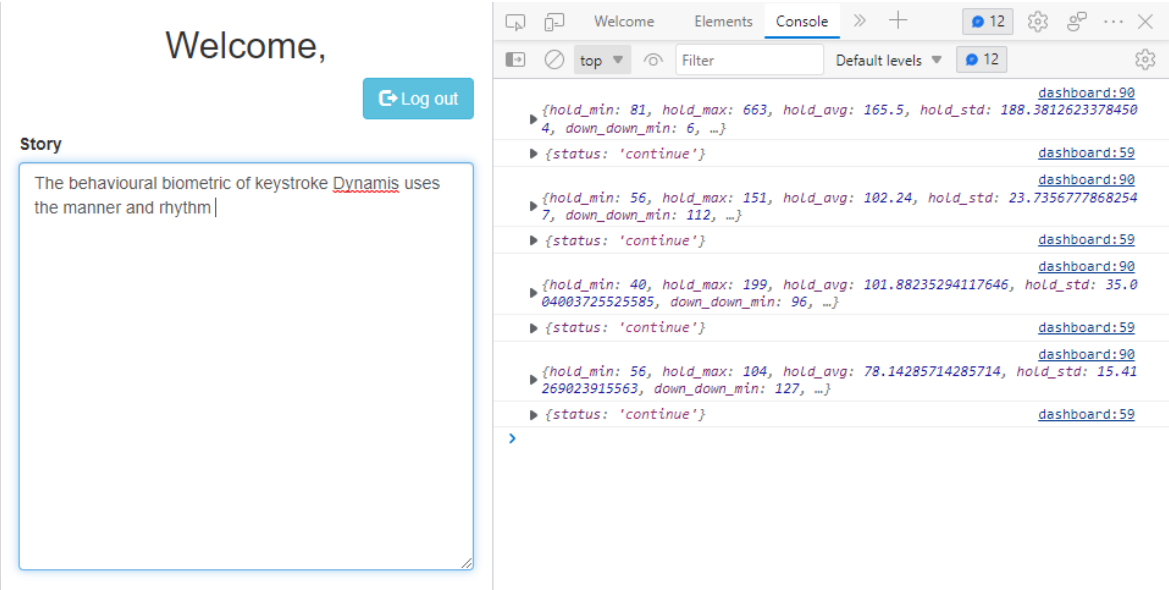 Welcome,
Log out
Story
The behavioural biometric of keystroke Dynamis uses
the manner and rhythm
Welcome Elements Console 12
top Filter Default levels 12
dashboard:90
{hold_min: 81, hold_max: 663, hold_avg: 165.5, hold_std: 188.3812623378450
4, down_down_min: 6, …}
{status: 'continue'} dashboard:59
dashboard:90
{hold_min: 56, hold_max: 151, hold_avg: 102.24, hold_std: 23.7356777868254
7, down_down_min: 112, …}
{status: 'continue'} dashboard:59
dashboard:90
{hold_min: 40, hold_max: 199, hold_avg: 101.88235294117646, hold_std: 35.0
04003725525585, down_down_min: 96, …}
{status: 'continue'} dashboard:59
dashboard:90
{hold_min: 56, hold_max: 104, hold_avg: 78.14285714285714, hold_std: 15.41
269023915563, down_down_min: 127, …}
{status: 'continue'} dashboard:59